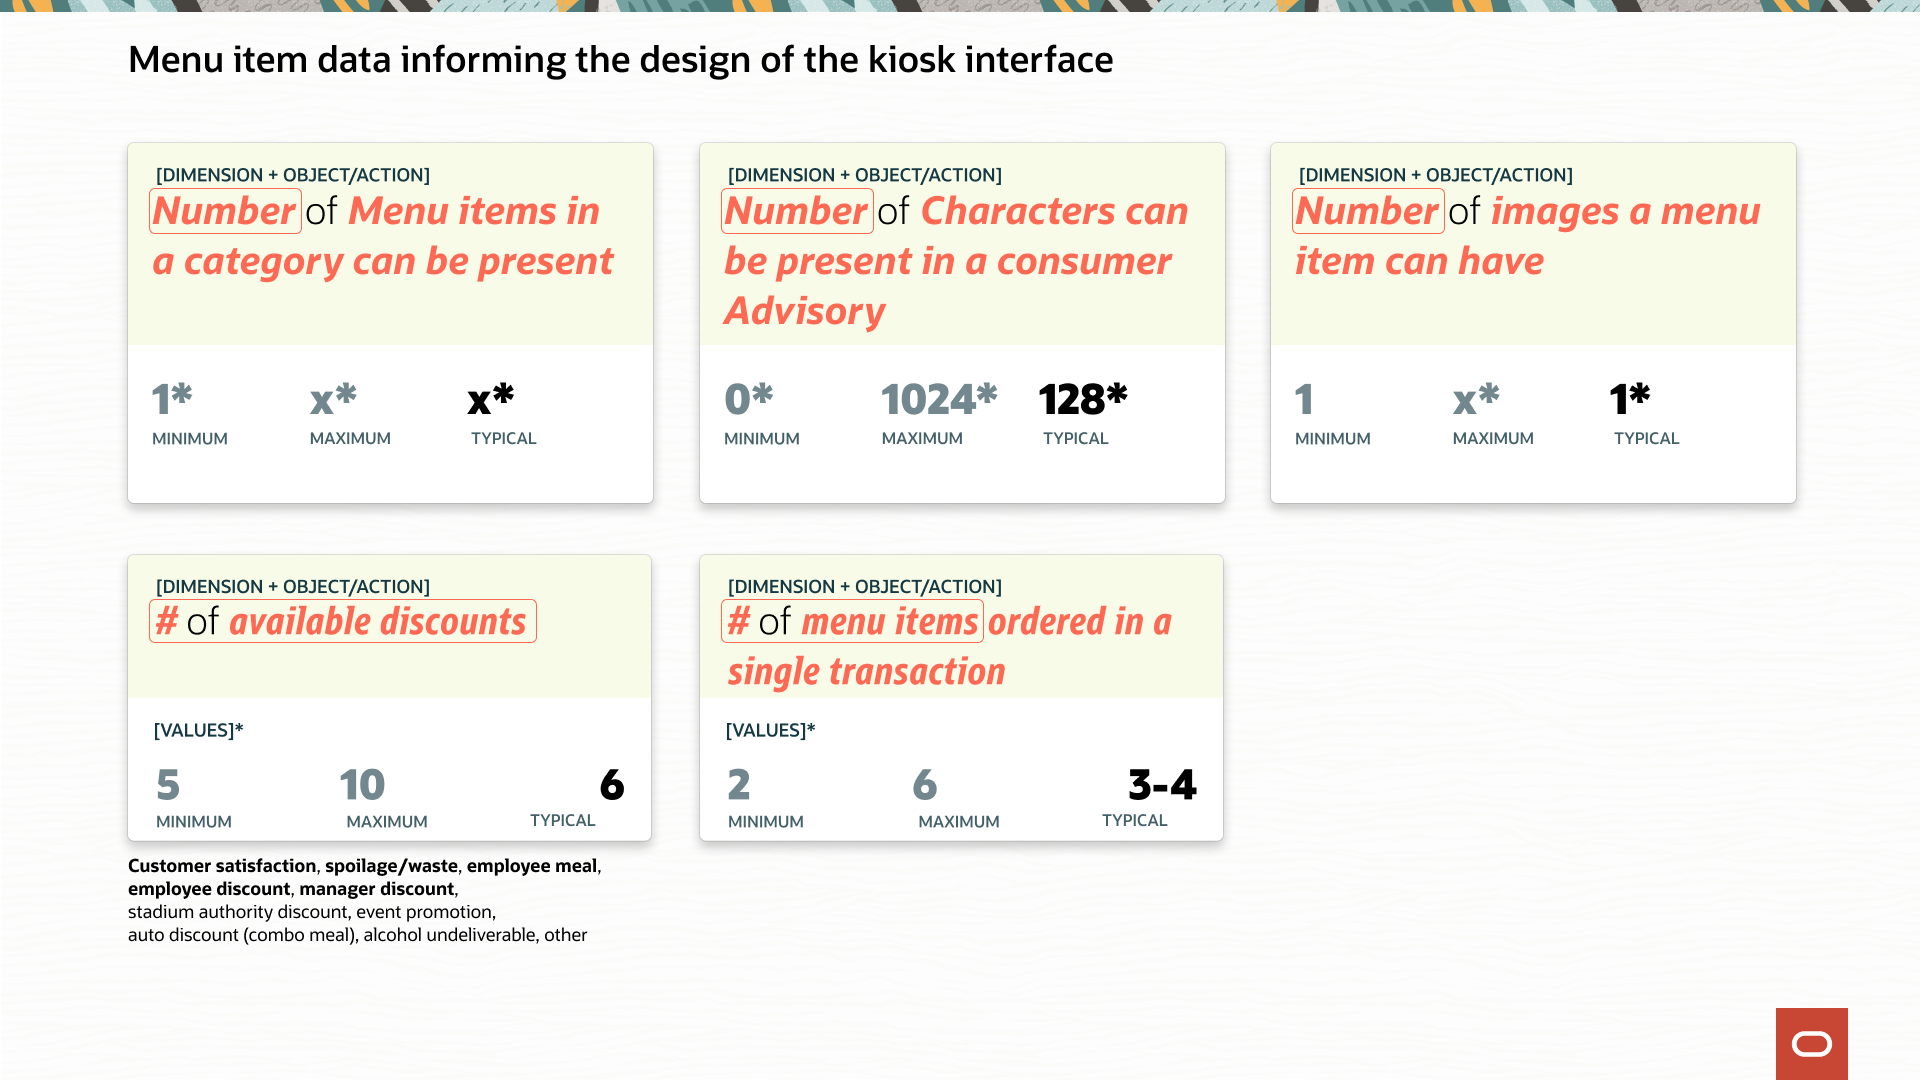 Menu item data informing the design of the kiosk interface
[DIMENSION + OBJECT/ACTION]
Number of Menu items in
a category can be present
1* x* x*
MINIMUM MAXIMUM TYPICAL
[DIMENSION + OBJECT/ACTION]
Number of Characters can
be present in a consumer
Advisory
0* 1024* 128*
MINIMUM MAXIMUM TYPICAL
[DIMENSION + OBJECT/ACTION]
Number of images a menu
item can have
1 x* 1*
MINIMUM MAXIMUM TYPICAL
[DIMENSION + OBJECT/ACTION]
# of available discounts
[VALUES]*
5 10 6
MINIMUM MAXIMUM TYPICAL
Customer satisfaction, spoilage/waste, employee meal,
employee discount, manager discount,
stadium authority discount, event promotion,
auto discount (combo meal), alcohol undeliverable, other
[DIMENSION + OBJECT/ACTION]
# of menu items ordered in a
single transaction
[VALUES]*
2 6 3-4
MINIMUM MAXIMUM TYPICAL